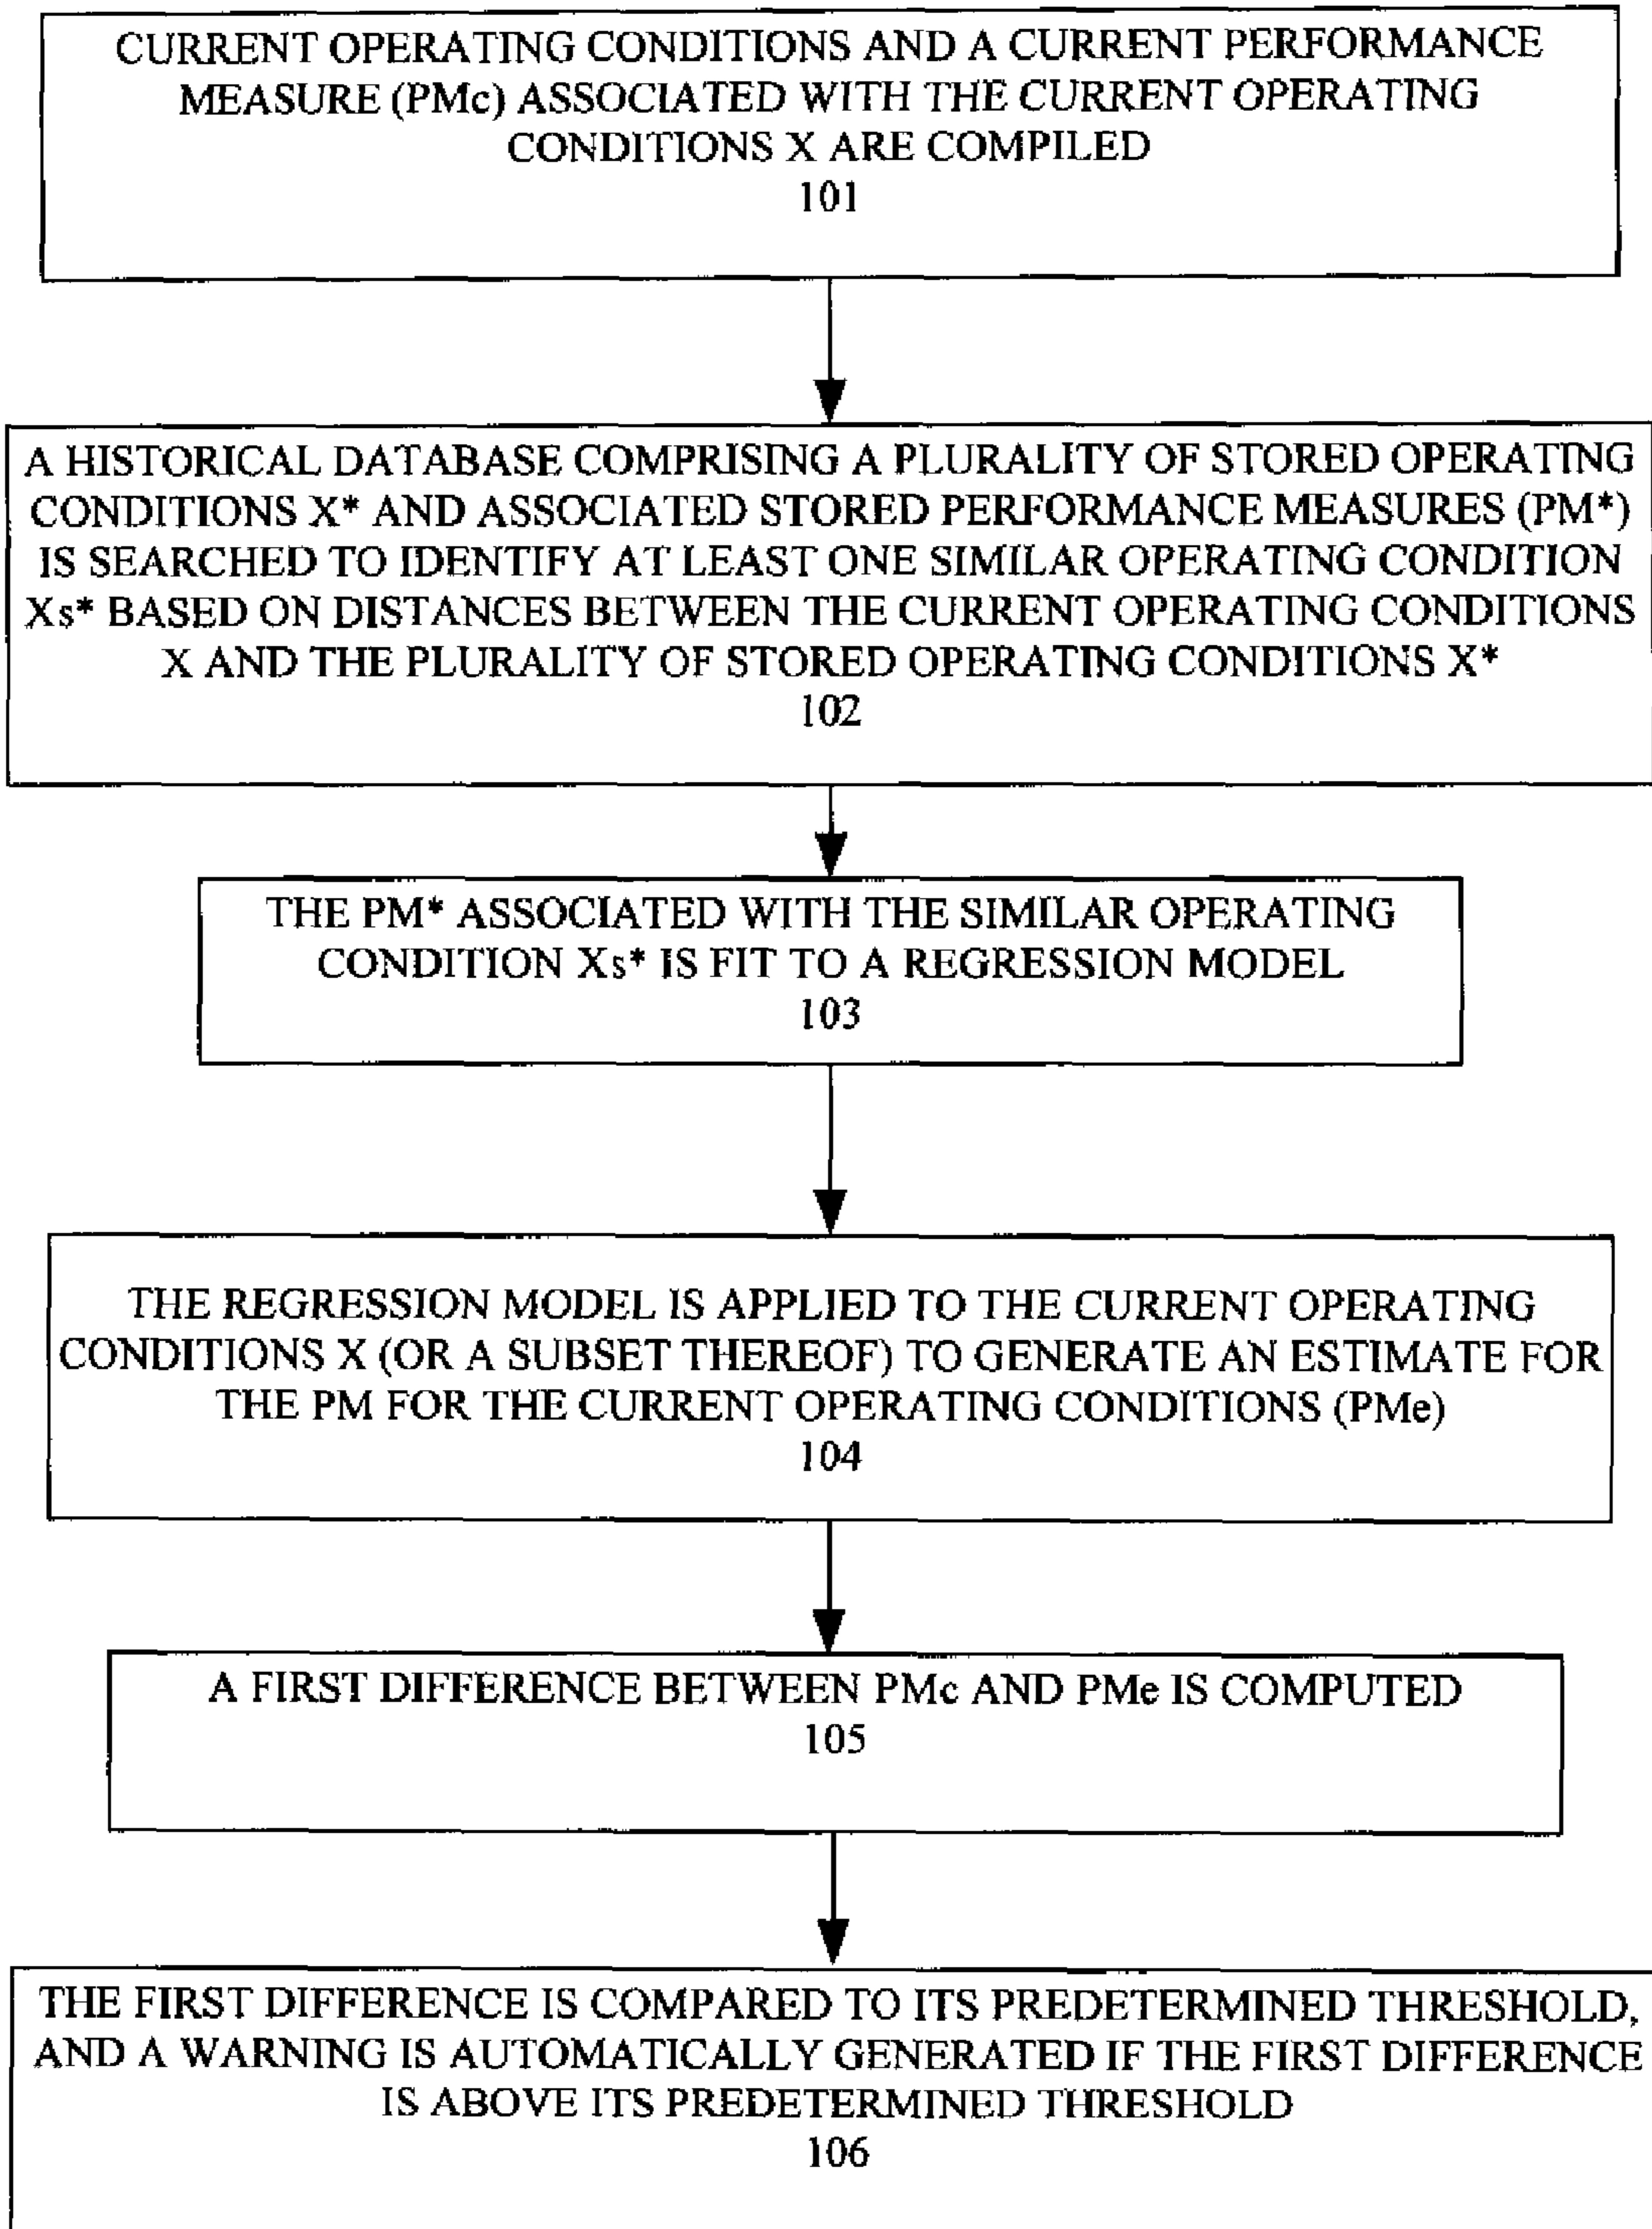 CURRENT OPERATING CONDITIONS AND A CURRENT PERFORMANCE
MEASURE (PMc) ASSOCIATED WITH THE CURRENT OPERATING
CONDITIONS X ARE COMPILED
101
A HISTORICAL DATABASE COMPRISING A PLURALITY OF STORED OPERATING
CONDITIONS X* AND ASSOCIATED STORED PERFORMANCE MEASURES (PM*)
IS SEARCHED TO IDENTIFY AT LEAST ONE SIMILAR OPERATING CONDITION
Xs* BASED ON DISTANCES BETWEEN THE CURRENT OPERATING CONDITIONS
X AND THE PLURALITY OF STORED OPERATING CONDITIONS X*
102
THE PM* ASSOCIATED WITH THE SIMILAR OPERATING
CONDITION Xs* IS FIT TO A REGRESSION MODEL
103
THE REGRESSION MODEL IS APPLIED TO THE CURRENT OPERATING
CONDITIONS X (OR A SUBSET THEREOF) TO GENERATE AN ESTIMATE FOR
THE PM FOR THE CURRENT OPERATING CONDITIONS (PMe)
104
A FIRST DIFFERENCE BETWEEN PMc AND PMe IS COMPUTED
105
THE FIRST DIFFERENCE IS COMPARED TO ITS PREDETERMINED THRESHOLD,
AND A WARNING IS AUTOMATICALLY GENERATED IF THE FIRST DIFFERENCE
IS ABOVE ITS PREDETERMINED THRESHOLD
106